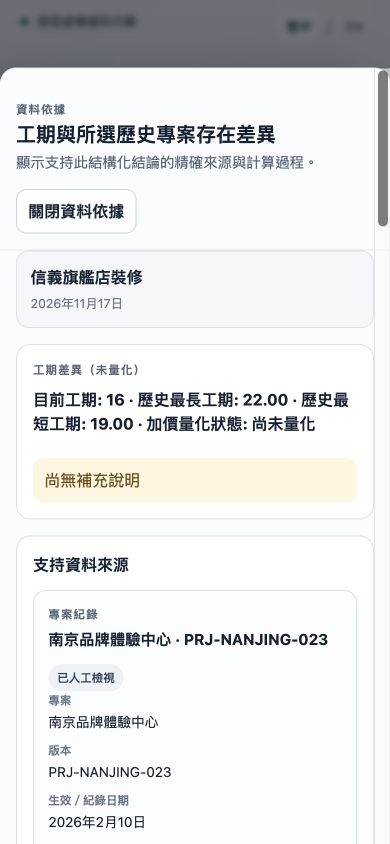 資料依據
工期與所選歷史專案存在差異
顯示支持此結構化結論的精確來源與計算過程。
關閉資料依據
信義旗艦店裝修
2026年11月17日
工期差異（未量化）
目前工期: 16 · 歷史最長工期: 22.00 · 歷史最
短工期: 19.00 · 加價量化狀態: 尚未量化
尚無補充說明
支持資料來源
專案紀錄
南京品牌體驗中心 · PRJ-NANJING-023
已人工檢視
專案
南京品牌體驗中心
版本
PRJ-NANJING-023
生效 / 紀錄日期
2026年2月10日